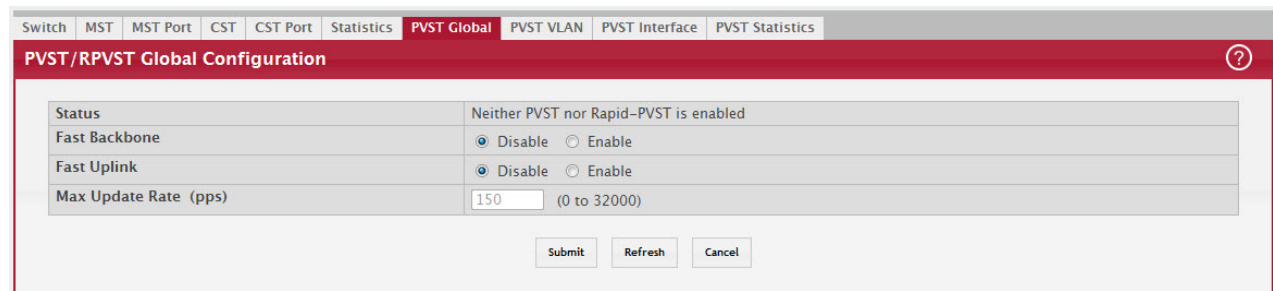 Switch MST MST Port CST CST Port Statistics PVST Global PVST VLAN PVST Interface PVST Statistics
PVST/RPVST Global Configuration ?
Status Neither PVST nor Rapid-PVST is enabled
Fast Backbone Disable Enable
Fast Uplink Disable Enable
Max Update Rate (pps) 150 (0 to 32000)
Submit Refresh Cancel